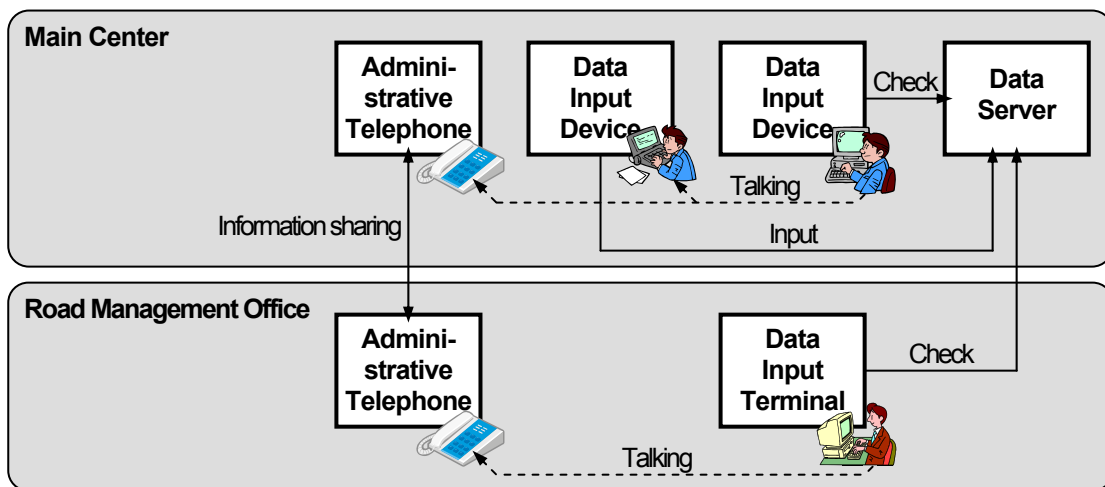 Main Center
Admini-
strative
Telephone
Data
Input
Device
Data
Input
Device
Check
Data
Server
Talking
Information sharing
Input
Road Management Office
Admini-
strative
Telephone
Data
Input
Terminal
Check
Talking